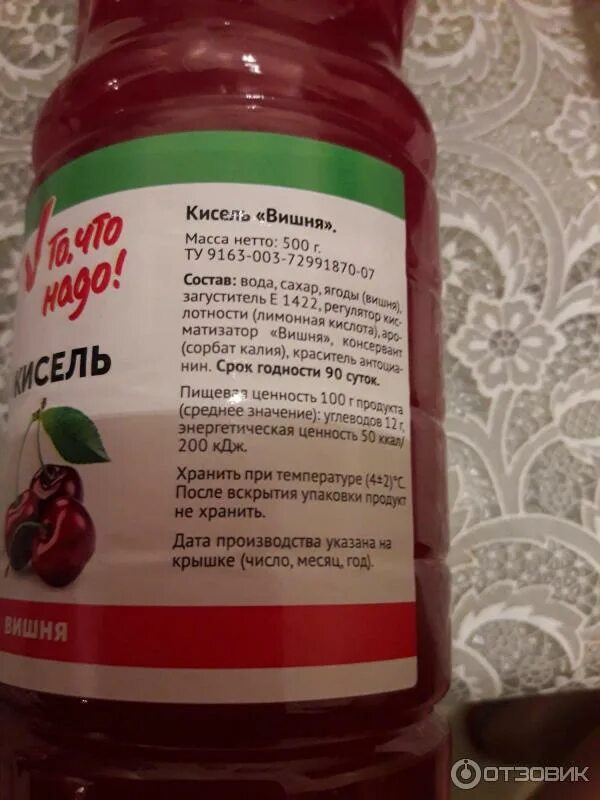 То, что
надо!
КИСЕЛЬ
ВИШНЯ
Кисель «Вишня».
Масса нетто: 500 г.
ТУ 9163-003-72991870-07
Состав: вода, сахар, ягоды (вишня),
загуститель Е 1422, регулятор кис-
лотности (лимонная кислота), аро-
матизатор «Вишня», консервант
(сорбат калия), краситель антоциа-
нин. Срок годности 90 суток.
Пищевая ценность 100 г продукта
(среднее значение): углеводов 12 г,
энергетическая ценность 50 ккал/
200 кДж.
Хранить при температуре (4±2)°С.
После вскрытия упаковки продукт
не хранить.
Дата производства указана на
крышке (число, месяц, год).
ОТЗОВИК